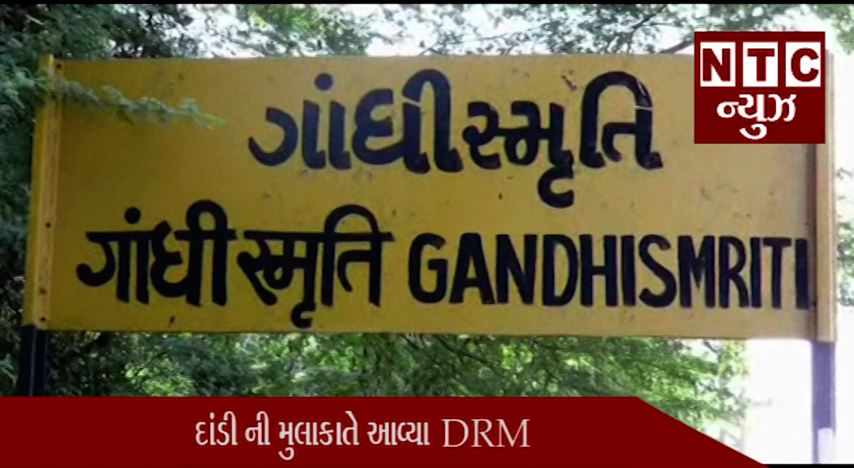 NTC
ન્યુઝ
ગાંધીસ્મૃતિ
गांधीस्मृति GANDHISMRITI
દાંડી ની મુલાકાતે આવ્યા DRM